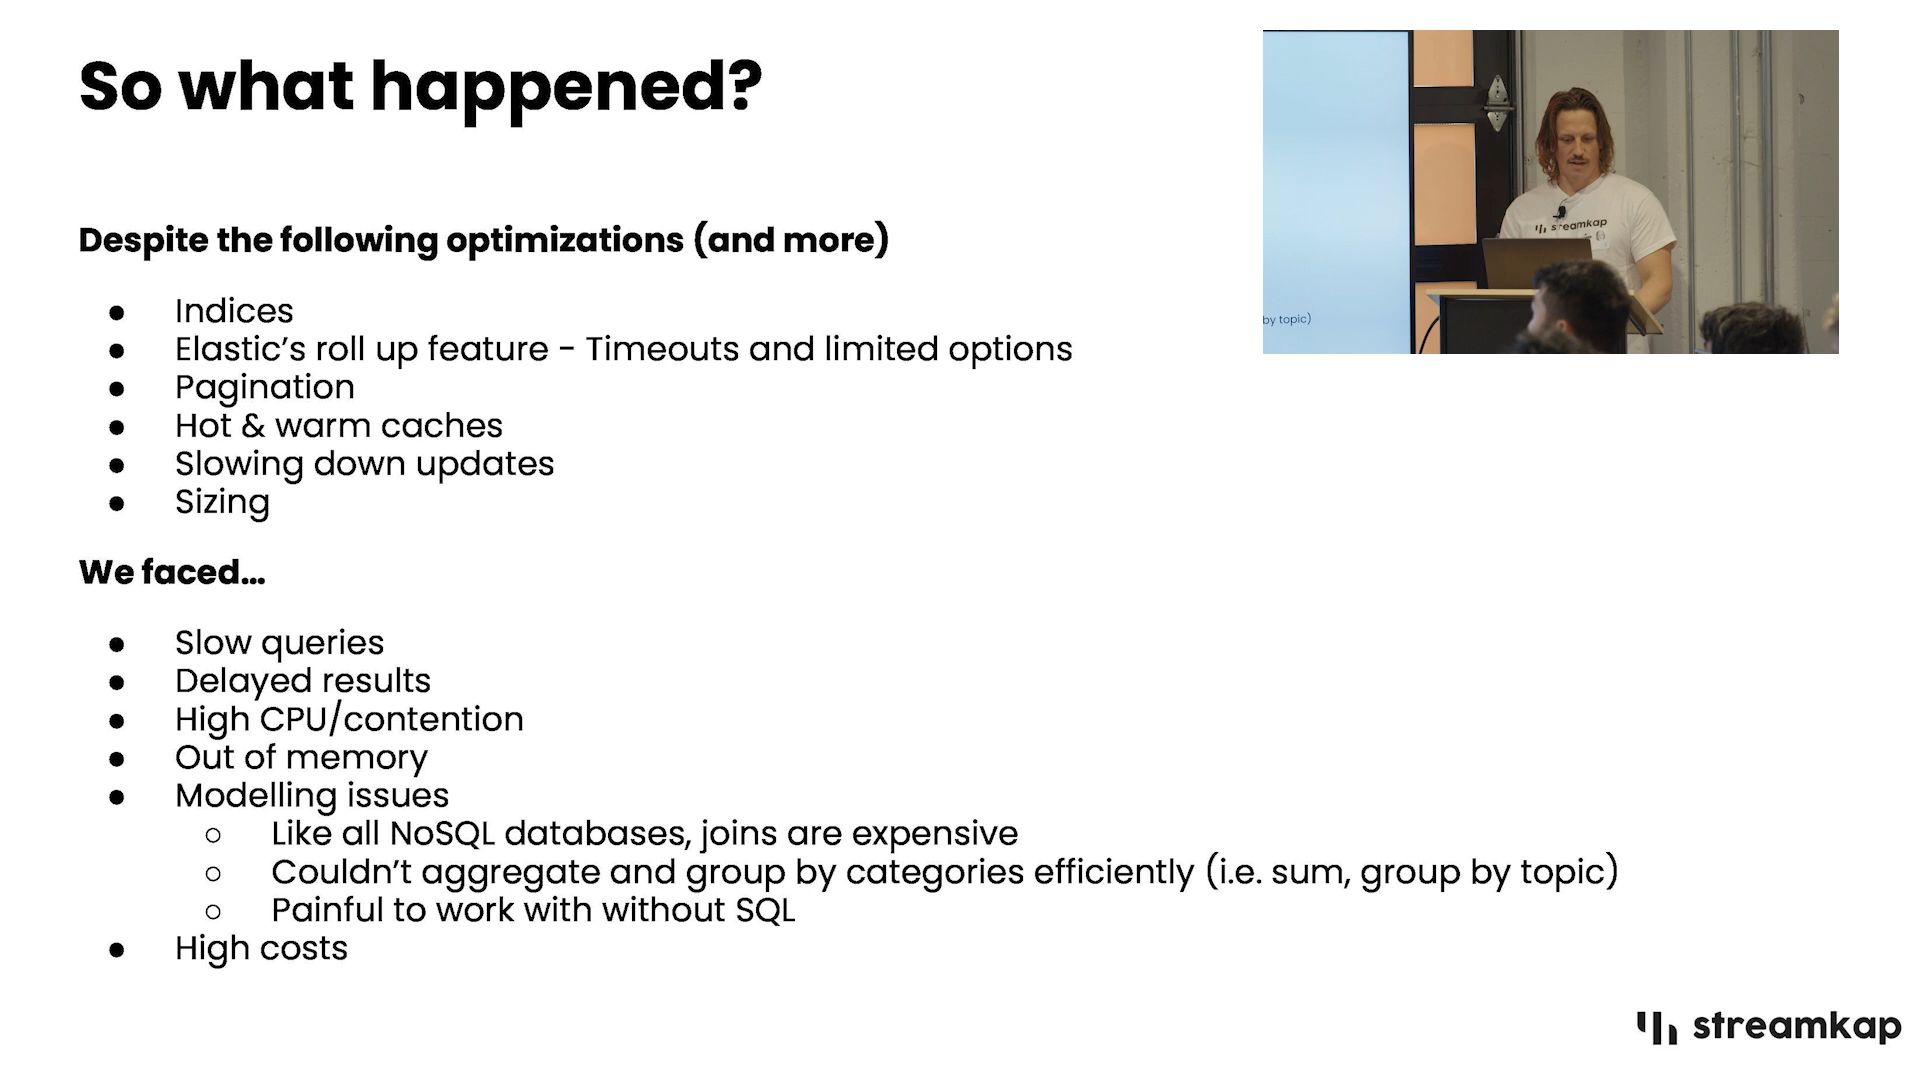 So what happened?
Despite the following optimizations (and more)
● Indices
● Elastic’s roll up feature - Timeouts and limited options
● Pagination
● Hot & warm caches
● Slowing down updates
● Sizing
We faced…
● Slow queries
● Delayed results
● High CPU/contention
● Out of memory
● Modelling issues
○ Like all NoSQL databases, joins are expensive
○ Couldn’t aggregate and group by categories efficiently (i.e. sum, group by topic)
○ Painful to work with without SQL
● High costs
by topic)
streamkap
streamkap